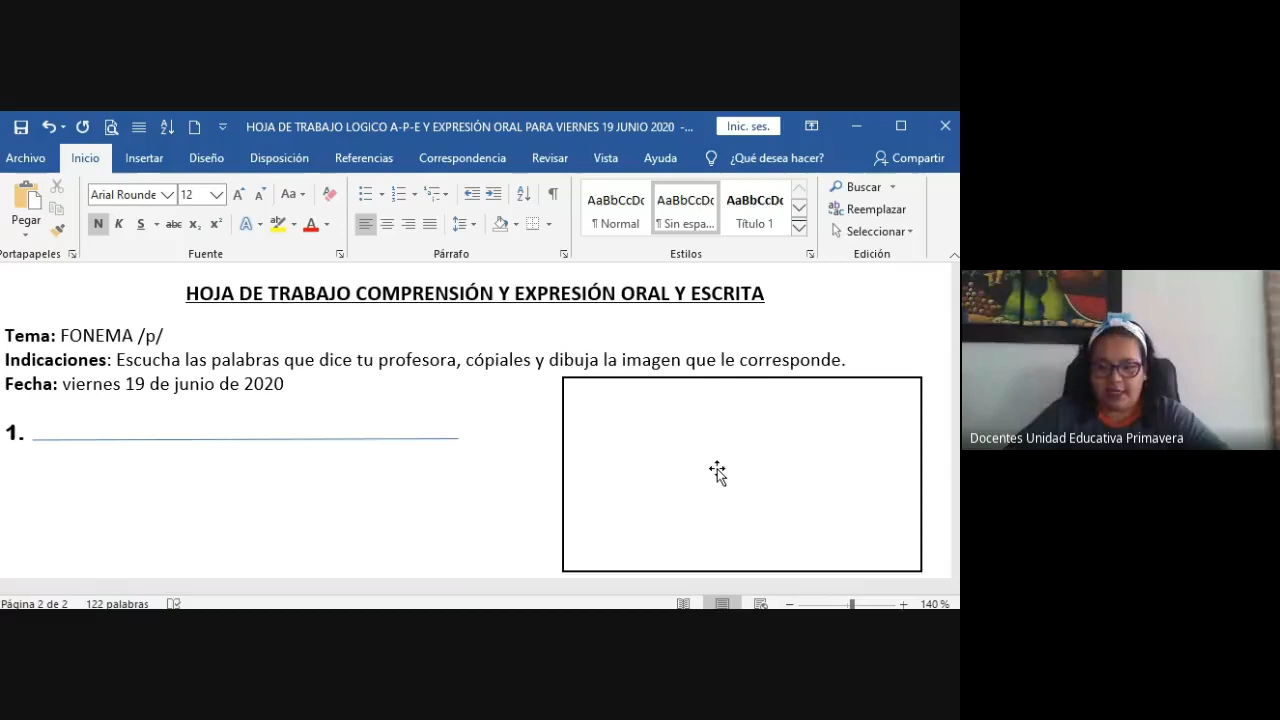 HOJA DE TRABAJO LOGICO A-P-E Y EXPRESIÓN ORAL PARA VIERNES 19 JUNIO 2020 -...
Inic. ses.
Archivo Inicio Insertar Diseño Disposición Referencias Correspondencia Revisar Vista Ayuda ¿Qué desea hacer? Compartir
Pegar
Arial Rounde 12 Aa
N K S abc x₂ x² A A
AaBbCcDc AaBbCcDc AaBbCcDc
¶ Normal ¶ Sin espa... Título 1
Buscar
Reemplazar
Seleccionar
Portapapeles Fuente Párrafo Estilos Edición
HOJA DE TRABAJO COMPRENSIÓN Y EXPRESIÓN ORAL Y ESCRITA
Tema: FONEMA /p/
Indicaciones: Escucha las palabras que dice tu profesora, cópiales y dibuja la imagen que le corresponde.
Fecha: viernes 19 de junio de 2020
1.
Página 2 de 2 122 palabras 140 %
Docentes Unidad Educativa Primavera